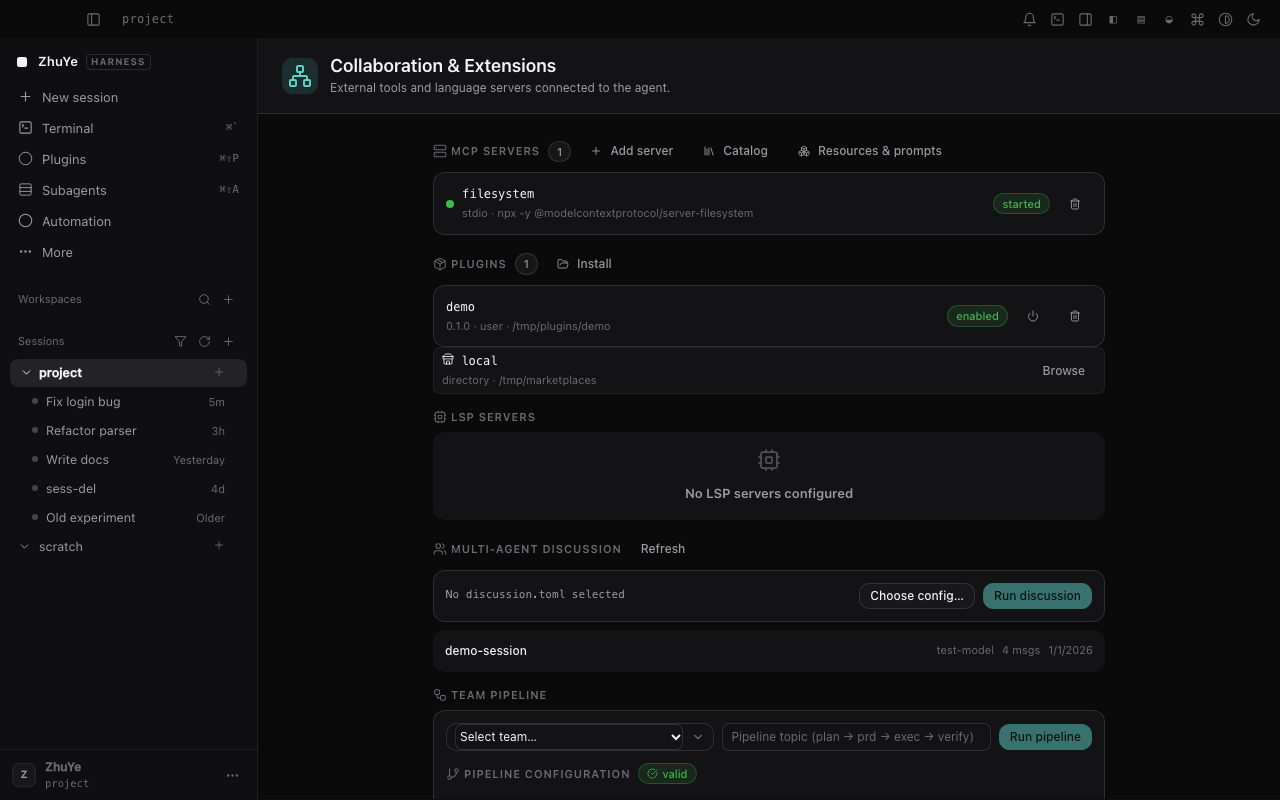 project
ZhuYe HARNESS
New session
Terminal ⌘`
Plugins ⌘⇧P
Subagents ⌘⇧A
Automation
More
Workspaces
Sessions
project
Fix login bug 5m
Refactor parser 3h
Write docs Yesterday
sess-del 4d
Old experiment Older
scratch
Z ZhuYe
project
Collaboration & Extensions
External tools and language servers connected to the agent.
MCP SERVERS 1 Add server Catalog Resources & prompts
filesystem
stdio · npx -y @modelcontextprotocol/server-filesystem
started
PLUGINS 1 Install
demo
0.1.0 · user · /tmp/plugins/demo
enabled
local
directory · /tmp/marketplaces
Browse
LSP SERVERS
No LSP servers configured
MULTI-AGENT DISCUSSION Refresh
No discussion.toml selected Choose config... Run discussion
demo-session test-model 4 msgs 1/1/2026
TEAM PIPELINE
Select team... Pipeline topic (plan → prd → exec → verify) Run pipeline
PIPELINE CONFIGURATION valid